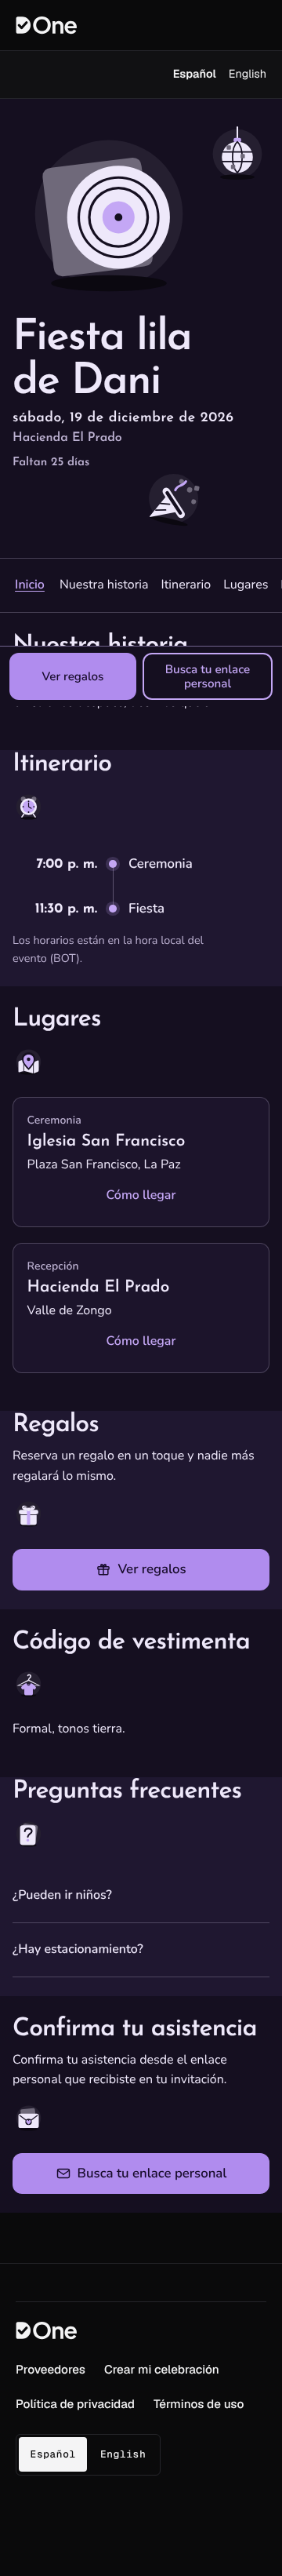 One
Español English
Fiesta lila
de Dani
sábado, 19 de diciembre de 2026
Hacienda El Prado
Faltan 25 días
Inicio Nuestra historia Itinerario Lugares
Nuestra historia
Ver regalos
Busca tu enlace
personal
Itinerario
7:00 p. m. Ceremonia
11:30 p. m. Fiesta
Los horarios están en la hora local del
evento (BOT).
Lugares
Ceremonia
Iglesia San Francisco
Plaza San Francisco, La Paz
Cómo llegar
Recepción
Hacienda El Prado
Valle de Zongo
Cómo llegar
Regalos
Reserva un regalo en un toque y nadie más
regalará lo mismo.
Ver regalos
Código de vestimenta
Formal, tonos tierra.
Preguntas frecuentes
¿Pueden ir niños?
¿Hay estacionamiento?
Confirma tu asistencia
Confirma tu asistencia desde el enlace
personal que recibiste en tu invitación.
Busca tu enlace personal
One
Proveedores Crear mi celebración
Política de privacidad Términos de uso
Español English